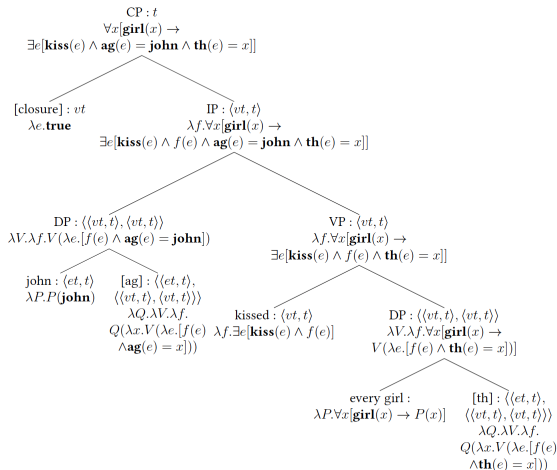 CP : t
∀x[girl(x) →
∃e[kiss(e) ∧ ag(e) = john ∧ th(e) = x]]
[closure] : vt
λe.true
IP : ⟨vt, t⟩
λf.∀x[girl(x) →
∃e[kiss(e) ∧ f(e) ∧ ag(e) = john ∧ th(e) = x]]
DP : ⟨⟨vt, t⟩, ⟨vt, t⟩⟩
λV.λf.V(λe.[f(e) ∧ ag(e) = john])
VP : ⟨vt, t⟩
λf.∀x[girl(x) →
∃e[kiss(e) ∧ f(e) ∧ th(e) = x]]
john : ⟨et, t⟩
λP.P(john)
[ag] : ⟨⟨et, t⟩,
⟨⟨vt, t⟩, ⟨vt, t⟩⟩⟩
λQ.λV.λf.
Q(λx.V(λe.[f(e)
∧ag(e) = x]))
kissed : ⟨vt, t⟩
λf.∃e[kiss(e) ∧ f(e)]
DP : ⟨⟨vt, t⟩, ⟨vt, t⟩⟩
λV.λf.∀x[girl(x) →
V(λe.[f(e) ∧ th(e) = x])]
every girl :
λP.∀x[girl(x) → P(x)]
[th] : ⟨⟨et, t⟩,
⟨⟨vt, t⟩, ⟨vt, t⟩⟩⟩
λQ.λV.λf.
Q(λx.V(λe.[f(e)
∧th(e) = x]))